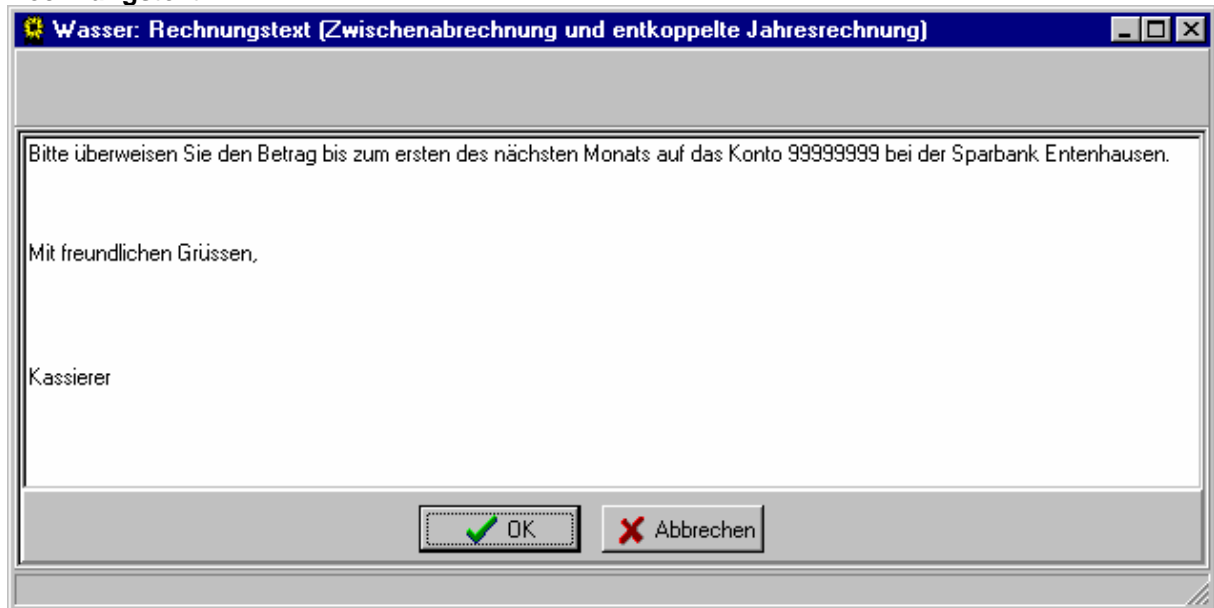 Wasser: Rechnungstext (Zwischenabrechnung und entkoppelte Jahresrechnung)
Bitte überweisen Sie den Betrag bis zum ersten des nächsten Monats auf das Konto 99999999 bei der Sparbank Entenhausen.
Mit freundlichen Grüssen,
Kassierer
OK Abbrechen